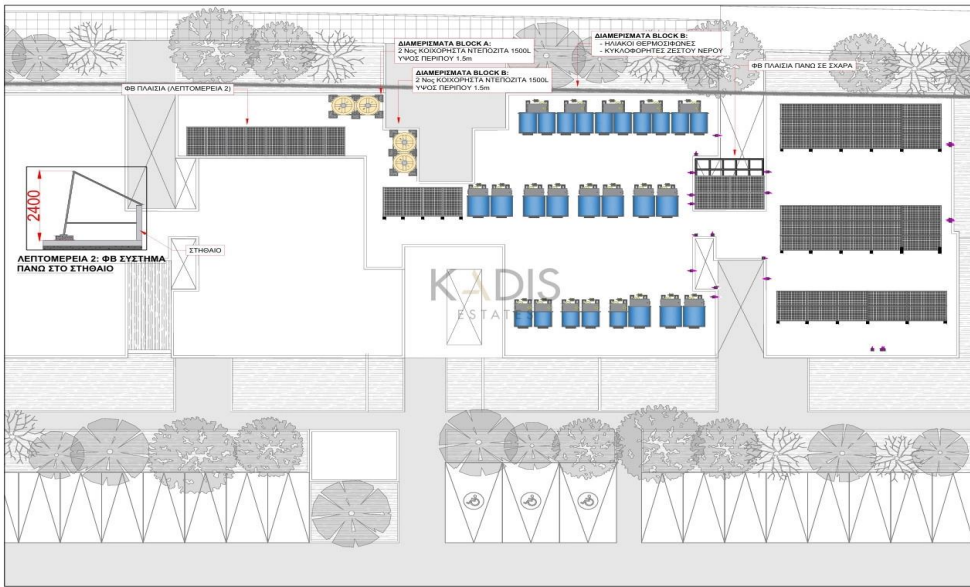 ΔΙΑΜΕΡΙΣΜΑΤΑ BLOCK A:
2 Νος ΚΟΙΧΟΡΗΣΤΑ ΝΤΕΠΟΖΙΤΑ 1500L
ΥΨΟΣ ΠΕΡΙΠΟΥ 1.5m
ΔΙΑΜΕΡΙΣΜΑΤΑ BLOCK B:
- ΗΛΙΑΚΟΙ ΘΕΡΜΟΣΙΦΩΝΕΣ
- ΚΥΚΛΟΦΟΡΗΤΕΣ ΖΕΣΤΟΥ ΝΕΡΟΥ
ΔΙΑΜΕΡΙΣΜΑΤΑ BLOCK B:
2 Νος ΚΟΙΧΟΡΗΣΤΑ ΝΤΕΠΟΖΙΤΑ 1500L
ΥΨΟΣ ΠΕΡΙΠΟΥ 1.5m
ΦΒ ΠΛΑΙΣΙΑ ΠΑΝΩ ΣΕ ΣΧΑΡΑ
ΦΒ ΠΛΑΙΣΙΑ (ΛΕΠΤΟΜΕΡΕΙΑ 2)
2400
ΣΤΗΘΑΙΟ
ΛΕΠΤΟΜΕΡΕΙΑ 2: ΦΒ ΣΥΣΤΗΜΑ
ΠΑΝΩ ΣΤΟ ΣΤΗΘΑΙΟ
KADIS
ESTATES